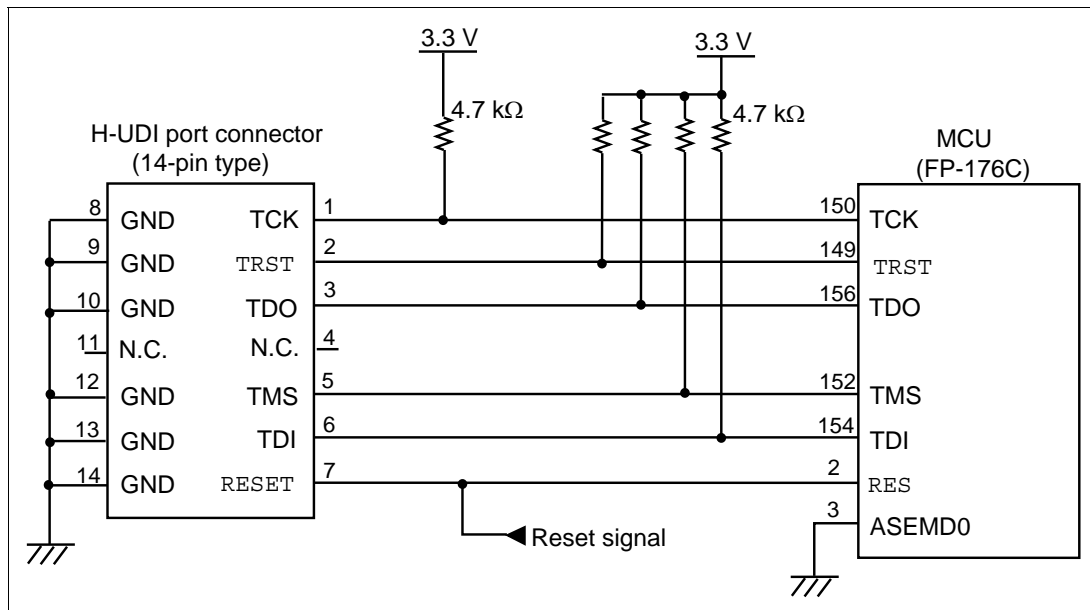 3.3 V
3.3 V
4.7 kΩ
4.7 kΩ
H-UDI port connector
(14-pin type)
MCU
(FP-176C)
8 GND TCK 1
150 TCK
9 GND TRST 2
149 TRST
10 GND TDO 3
156 TDO
11 N.C. N.C. 4
12 GND TMS 5
152 TMS
13 GND TDI 6
154 TDI
14 GND RESET 7
2 RES
3 ASEMD0
Reset signal